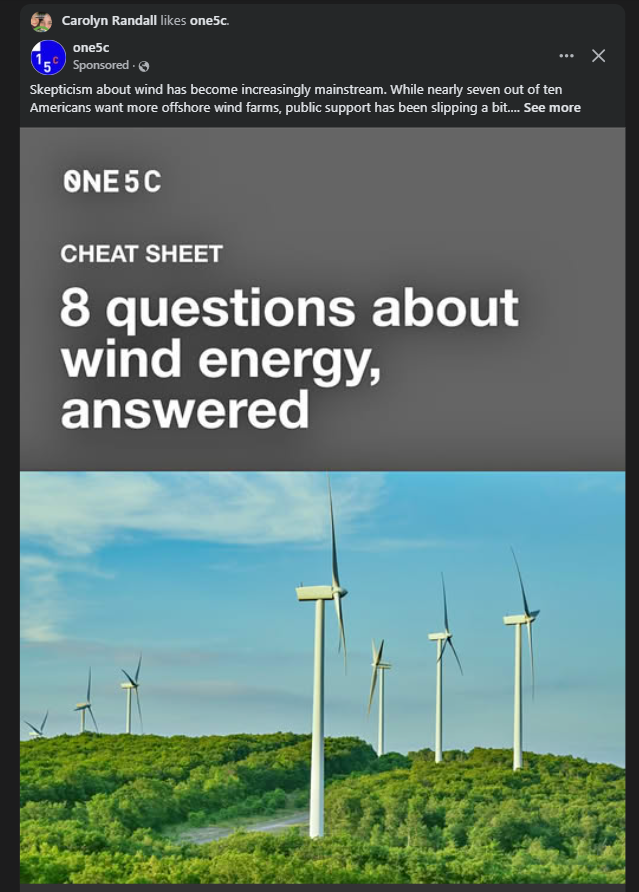 Carolyn Randall likes one5c.
one5c
Sponsored ·
Skepticism about wind has become increasingly mainstream. While nearly seven out of ten
Americans want more offshore wind farms, public support has been slipping a bit.... See more
1
5 c
ONE5C
CHEAT SHEET
8 questions about
wind energy,
answered